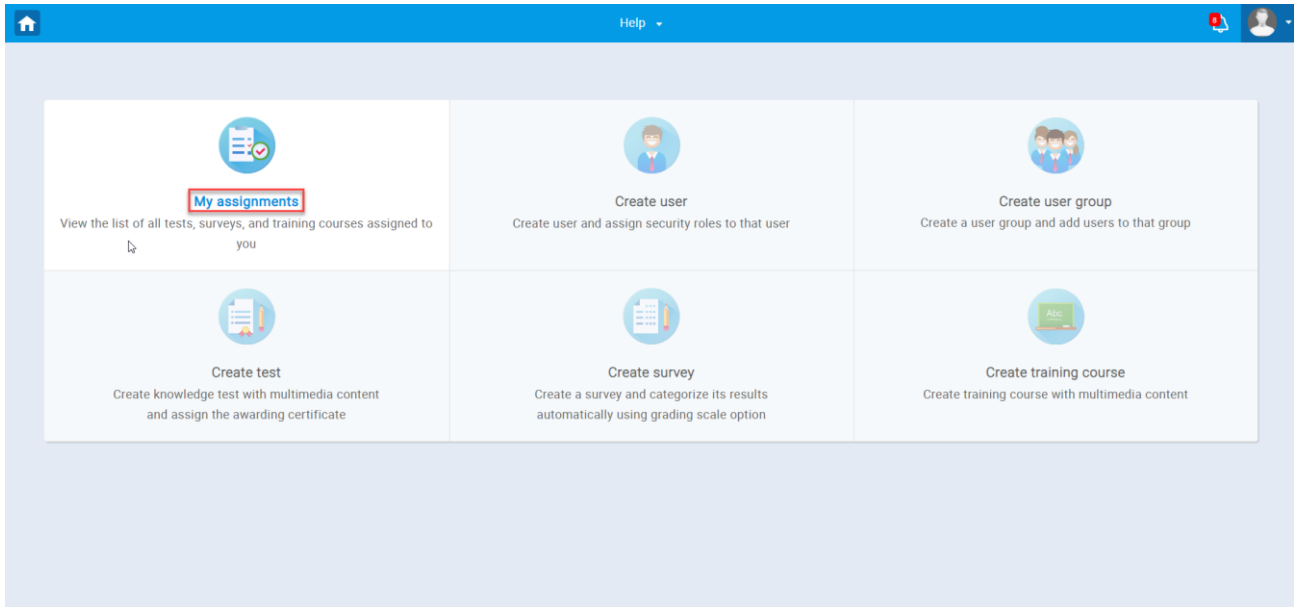 Help
8
My assignments
View the list of all tests, surveys, and training courses assigned to
you
Create user
Create user and assign security roles to that user
Create user group
Create a user group and add users to that group
Create test
Create knowledge test with multimedia content
and assign the awarding certificate
Create survey
Create a survey and categorize its results
automatically using grading scale option
Abc
Create training course
Create training course with multimedia content